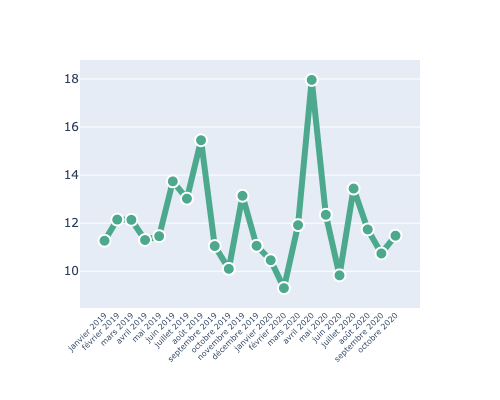 18
16
14
12
10
janvier 2019
février 2019
mars 2019
avril 2019
mai 2019
juin 2019
juillet 2019
août 2019
septembre 2019
octobre 2019
novembre 2019
décembre 2019
janvier 2020
février 2020
mars 2020
avril 2020
mai 2020
juin 2020
juillet 2020
août 2020
septembre 2020
octobre 2020